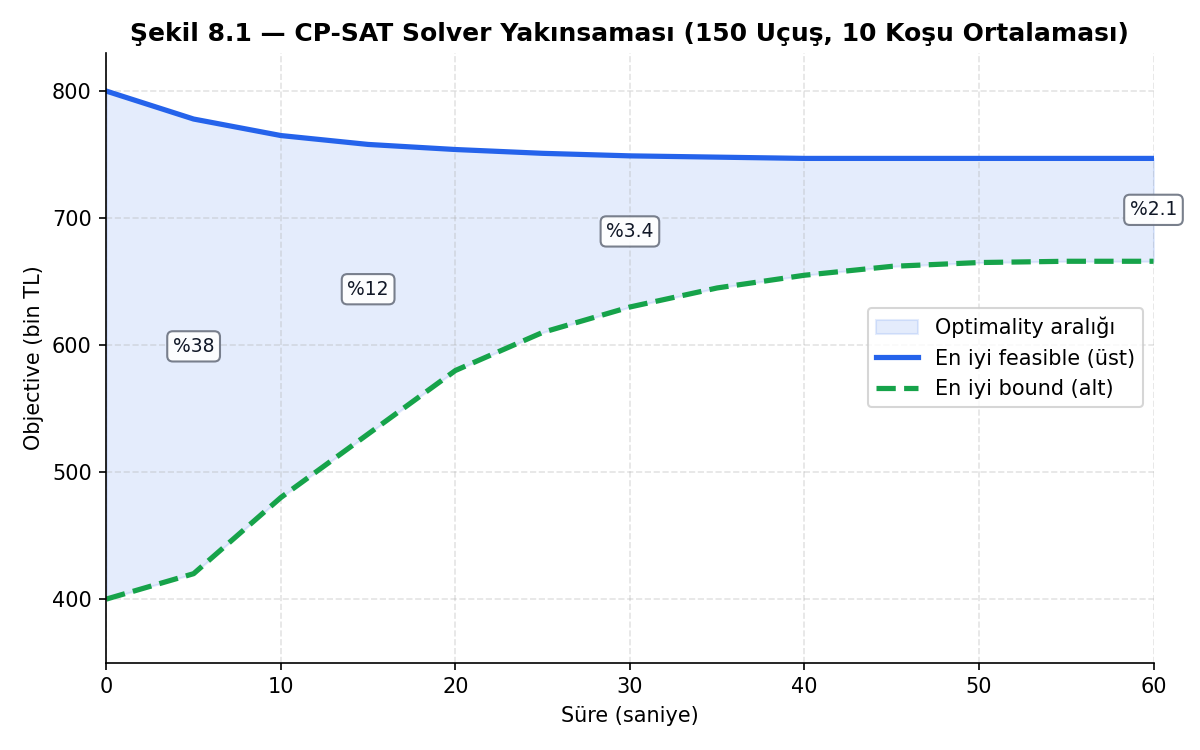 Şekil 8.1 — CP-SAT Solver Yakınsaması (150 Uçuş, 10 Koşu Ortalaması)
Objective (bin TL)
800
700
600
500
400
%38
%12
%3.4
%2.1
Optimality aralığı
En iyi feasible (üst)
En iyi bound (alt)
0
10
20
30
40
50
60
Süre (saniye)